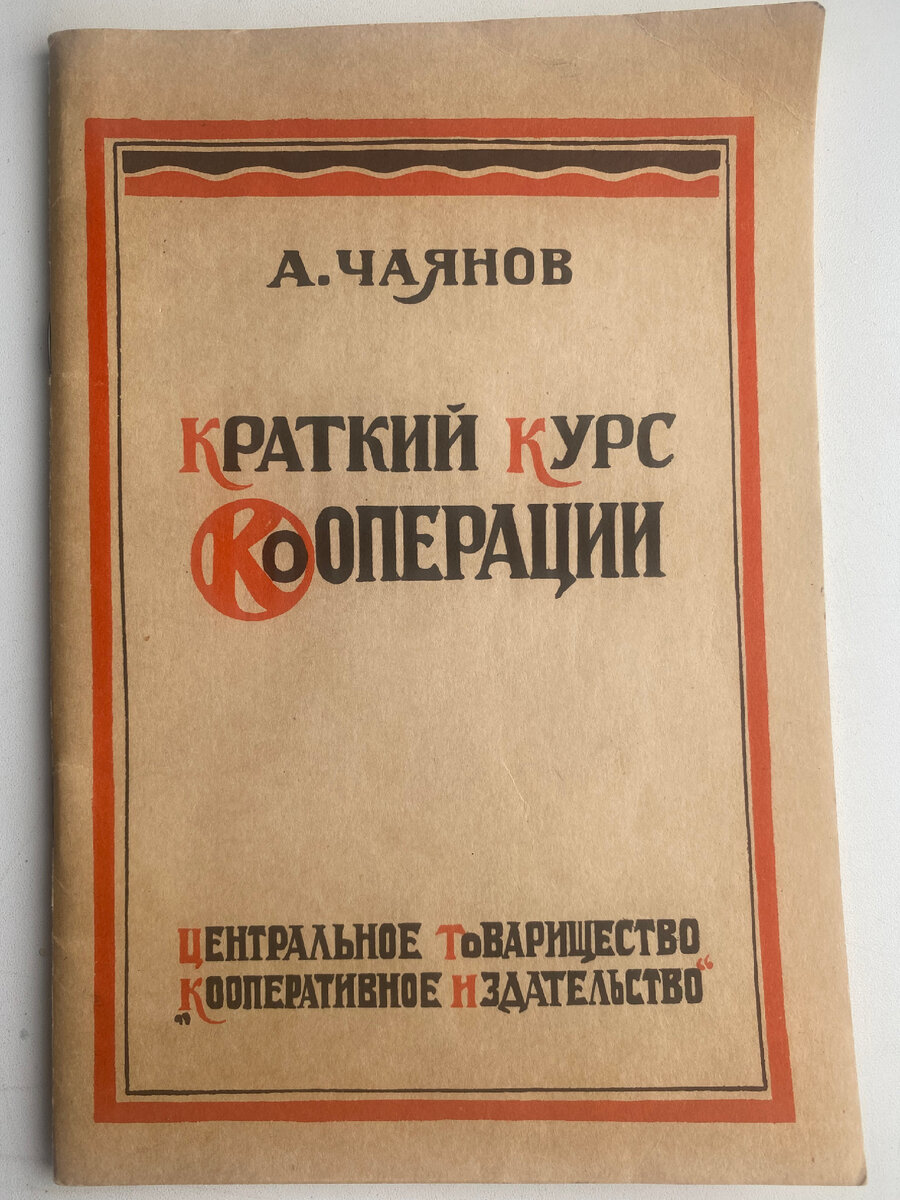 А. ЧАЯНОВ
КРАТКИЙ КУРС
КООПЕРАЦИИ
ЦЕНТРАЛЬНОЕ ТОВАРИЩЕСТВО
„КООПЕРАТИВНОЕ ИЗДАТЕЛЬСТВО“